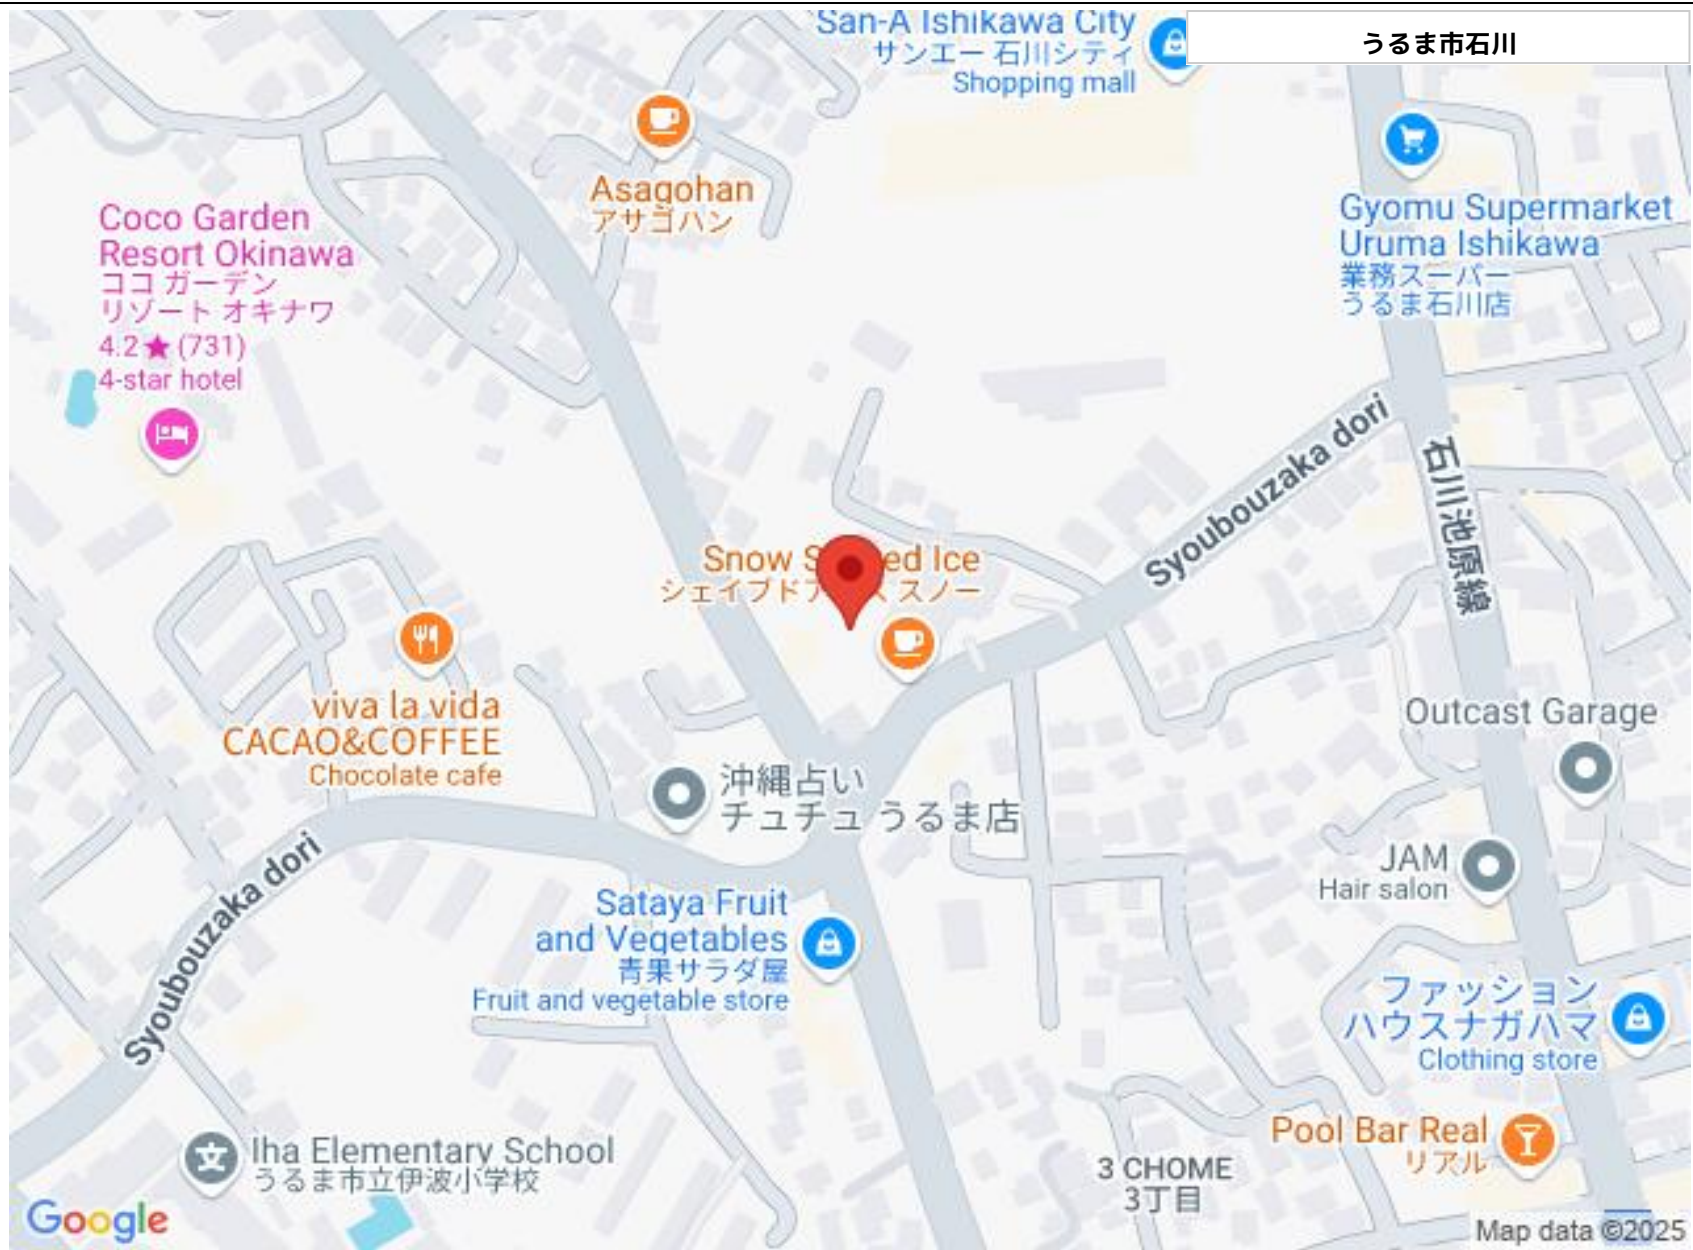 San-A Ishikawa City
サンエー 石川シティ
Shopping mall
うるま市石川
Asagohan
アサゴハン
Coco Garden
Resort Okinawa
ココ ガーデン
リゾート オキナワ
4.2★(731)
4-star hotel
Gyomu Supermarket
Uruma Ishikawa
業務スーパー
うるま石川店
Syoubouzaka dori
石川池原線
Snow S ed Ice
シェイブドア ス スノー
viva la vida
CACAO&COFFEE
Chocolate cafe
Outcast Garage
沖縄占い
チュチュ うるま店
JAM
Hair salon
Syoubouzaka dori
Sataya Fruit
and Vegetables
青果サラダ屋
Fruit and vegetable store
ファッション
ハウスナガハマ
Clothing store
Pool Bar Real
リアル
Iha Elementary School
うるま市立伊波小学校
3 CHOME
3丁目
Google
Map data ©2025